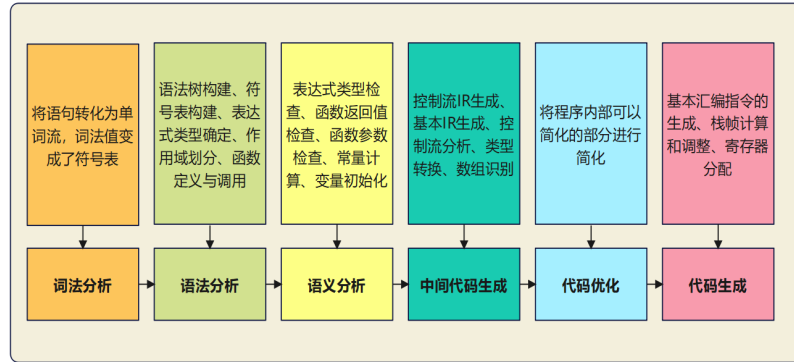 将语句转化为单
词流，词法值变
成了符号表
语法树构建、符
号表构建、表达
式类型确定、作
用域划分、函数
定义与调用
表达式类型检
查、函数返回值
检查、函数参数
检查、常量计
算、变量初始化
控制流IR生成、
基本IR生成、控
制流分析、类型
转换、数组识别
将程序内部可以
简化的部分进行
简化
基本汇编指令的
生成、栈帧计算
和调整、寄存器
分配
词法分析
语法分析
语义分析
中间代码生成
代码优化
代码生成